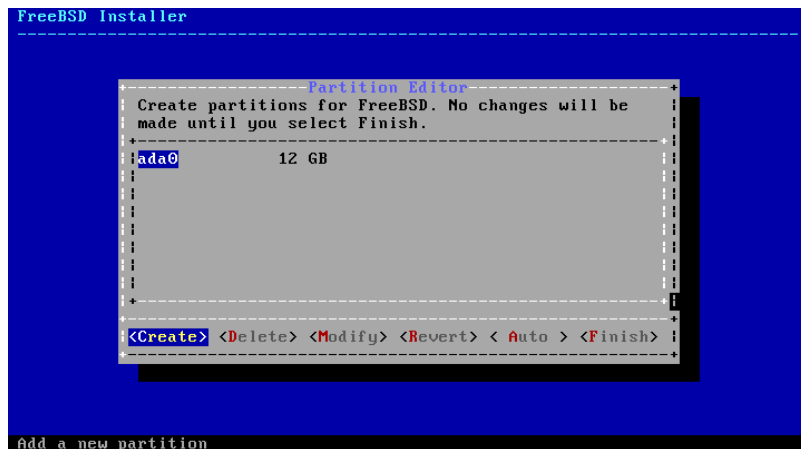 FreeBSD Installer
Partition Editor
Create partitions for FreeBSD. No changes will be
made until you select Finish.
ada0 12 GB
<Create> <Delete> <Modify> <Revert> < Auto > <Finish>
Add a new partition